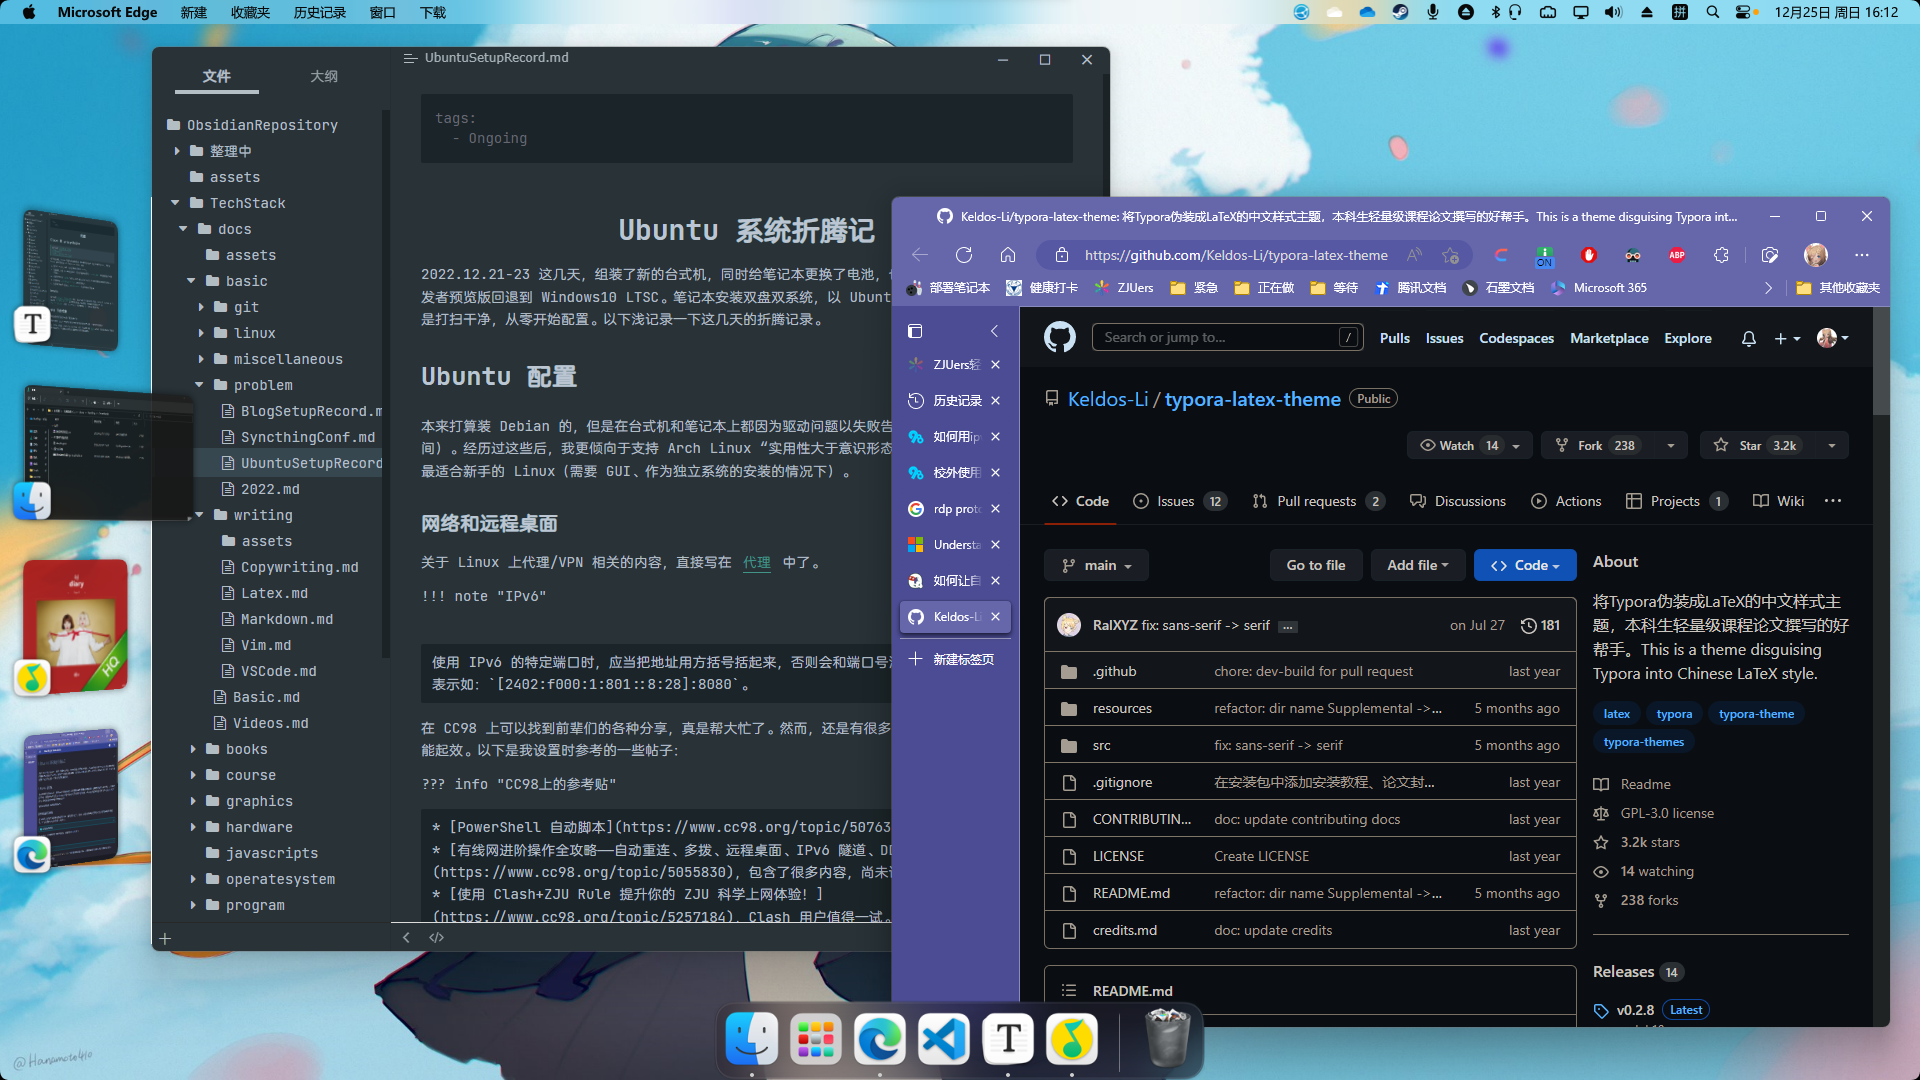 Microsoft Edge 新建 收藏夹 历史记录 窗口 下载
拼 12月25日 周日 16:12
文件 大纲
ObsidianRepository
整理中
assets
TechStack
docs
assets
basic
git
linux
miscellaneous
problem
BlogSetupRecord.m
SyncthingConf.md
UbuntuSetupRecord
2022.md
writing
assets
Copywriting.md
Latex.md
Markdown.md
Vim.md
VSCode.md
Basic.md
Videos.md
books
course
graphics
hardware
javascripts
operatesystem
program
UbuntuSetupRecord.md
tags:
- Ongoing
Ubuntu 系统折腾记
2022.12.21-23 这几天，组装了新的台式机，同时给笔记本更换了电池，
发者预览版回退到 Windows10 LTSC。笔记本安装双盘双系统，以 Ubunt
是打扫干净，从零开始配置。以下浅记录一下这几天的折腾记录。
Ubuntu 配置
本来打算装 Debian 的，但是在台式机和笔记本上都因为驱动问题以失败告
间）。经历过这些后，我更倾向于支持 Arch Linux “实用性大于意识形态
最适合新手的 Linux（需要 GUI、作为独立系统的安装的情况下）。
网络和远程桌面
关于 Linux 上代理/VPN 相关的内容，直接写在 代理 中了。
!!! note "IPv6"
使用 IPv6 的特定端口时，应当把地址用方括号括起来，否则会和端口号
表示如：`[2402:f000:1:801::8:28]:8080`。
在 CC98 上可以找到前辈们的各种分享，真是帮大忙了。然而，还是有很多
能起效。以下是我设置时参考的一些帖子：
??? info "CC98上的参考贴"
* [PowerShell 自动脚本](https://www.cc98.org/topic/50763
* [有线网进阶操作全攻略——自动重连、多拨、远程桌面、IPv6 隧道、DD
(https://www.cc98.org/topic/5055830)，包含了很多内容，尚未
* [使用 Clash+ZJU Rule 提升你的 ZJU 科学上网体验！]
(https://www.cc98.org/topic/5257184)，Clash 用户值得一试。
Keldos-Li/typora-latex-theme: 将Typora伪装成LaTeX的中文样式主题，本科生轻量级课程论文撰写的好帮手。This is a theme disguising Typora int...
https://github.com/Keldos-Li/typora-latex-theme
ON
ABP
部署笔记本 健康打卡 ZJUers 紧急 正在做 等待 腾讯文档 石墨文档 Microsoft 365 其他收藏夹
ZJUers轻
历史记录
如何用ip
校外使用
rdp proto
Understa
如何让自
Keldos-Li
新建标签页
Search or jump to... /
Pulls Issues Codespaces Marketplace Explore
Keldos-Li / typora-latex-theme Public
Watch 14 Fork 238 Star 3.2k
Code Issues 12 Pull requests 2 Discussions Actions Projects 1 Wiki
main Go to file Add file Code
RalXYZ fix: sans-serif -> serif ... on Jul 27 181
.github chore: dev-build for pull request last year
resources refactor: dir name Supplemental ->... 5 months ago
src fix: sans-serif -> serif 5 months ago
.gitignore 在安装包中添加安装教程、论文封... last year
CONTRIBUTIN... doc: update contributing docs last year
LICENSE Create LICENSE last year
README.md refactor: dir name Supplemental ->... 5 months ago
credits.md doc: update credits last year
README.md
About
将Typora伪装成LaTeX的中文样式主
题，本科生轻量级课程论文撰写的好
帮手。This is a theme disguising
Typora into Chinese LaTeX style.
latex typora typora-theme
typora-themes
Readme
GPL-3.0 license
3.2k stars
14 watching
238 forks
Releases 14
v0.2.8 Latest
T
diary
HQ
T